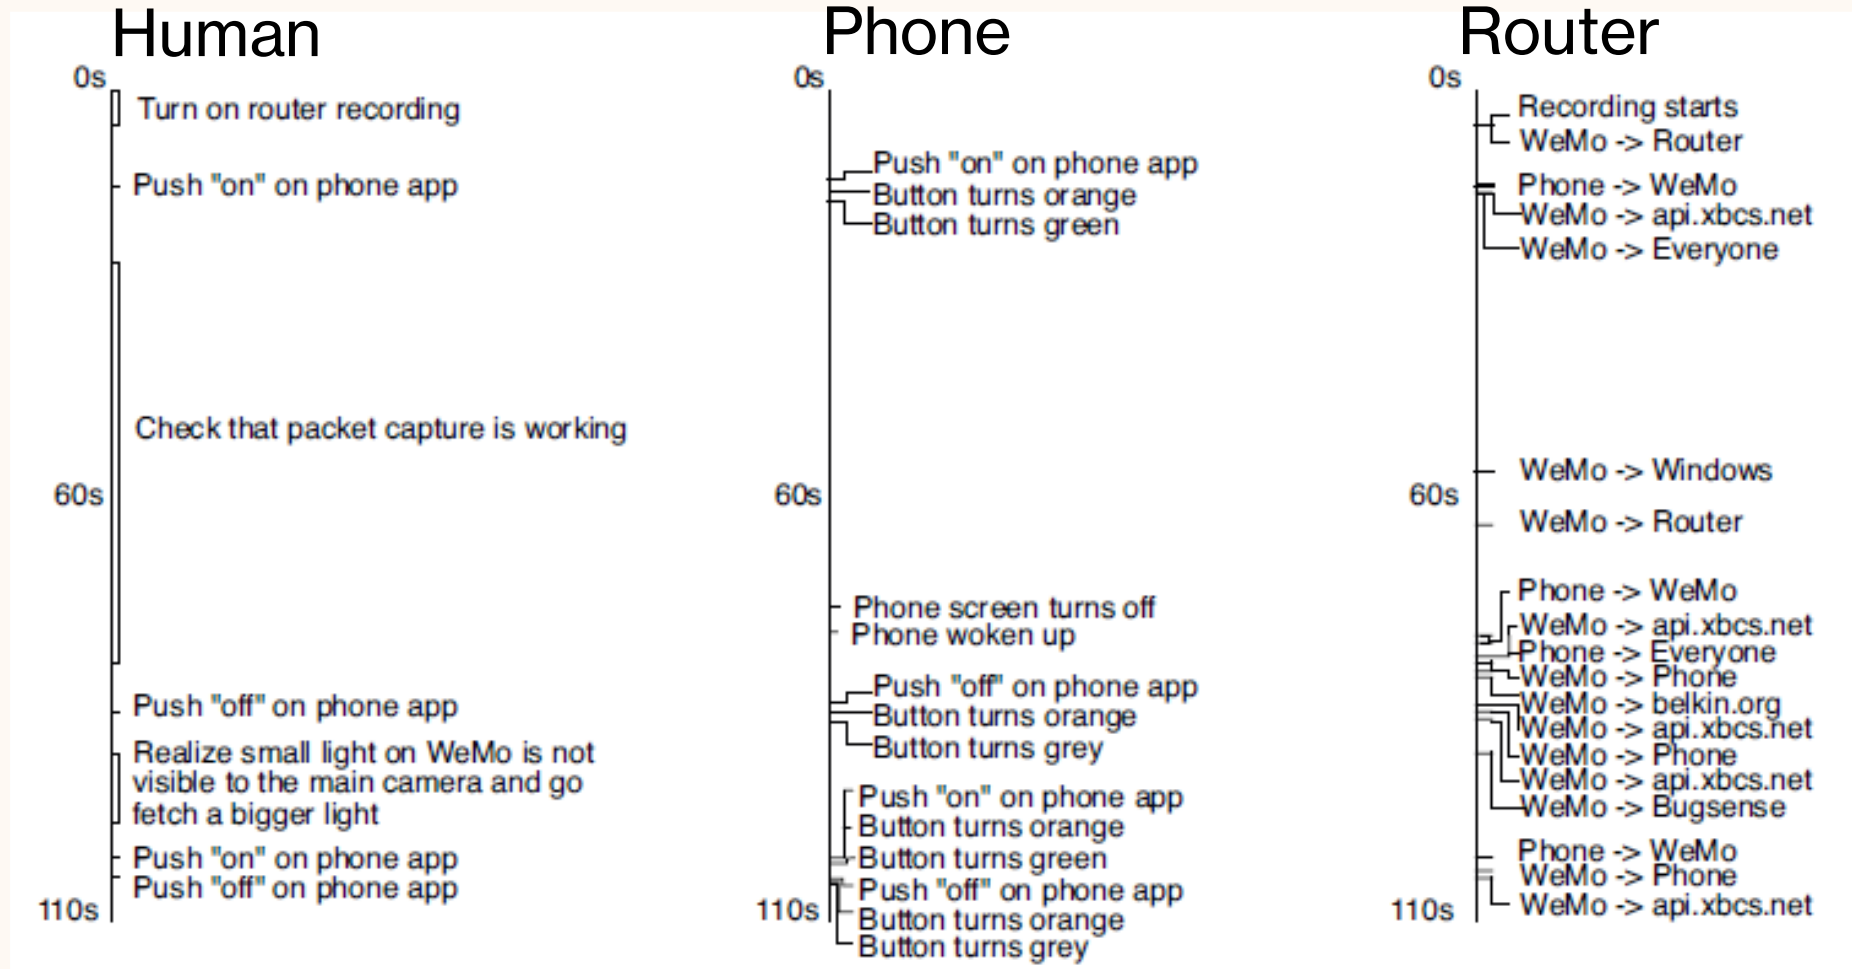 Human
0s
Turn on router recording
Push "on" on phone app
Check that packet capture is working
60s
Push "off" on phone app
Realize small light on WeMo is not
visible to the main camera and go
fetch a bigger light
Push "on" on phone app
Push "off" on phone app
110s
Phone
0s
Push "on" on phone app
Button turns orange
Button turns green
60s
Phone screen turns off
Phone woken up
Push "off" on phone app
Button turns orange
Button turns grey
Push "on" on phone app
Button turns orange
Button turns green
Push "off" on phone app
110s
Button turns orange
Button turns grey
Router
0s
Recording starts
WeMo -> Router
Phone -> WeMo
WeMo -> api.xbcs.net
WeMo -> Everyone
WeMo -> Windows
60s
WeMo -> Router
Phone -> WeMo
WeMo -> api.xbcs.net
Phone -> Everyone
WeMo -> Phone
WeMo -> belkin.org
WeMo -> api.xbcs.net
WeMo -> Phone
WeMo -> api.xbcs.net
WeMo -> Bugsense
Phone -> WeMo
WeMo -> Phone
WeMo -> api.xbcs.net
110s